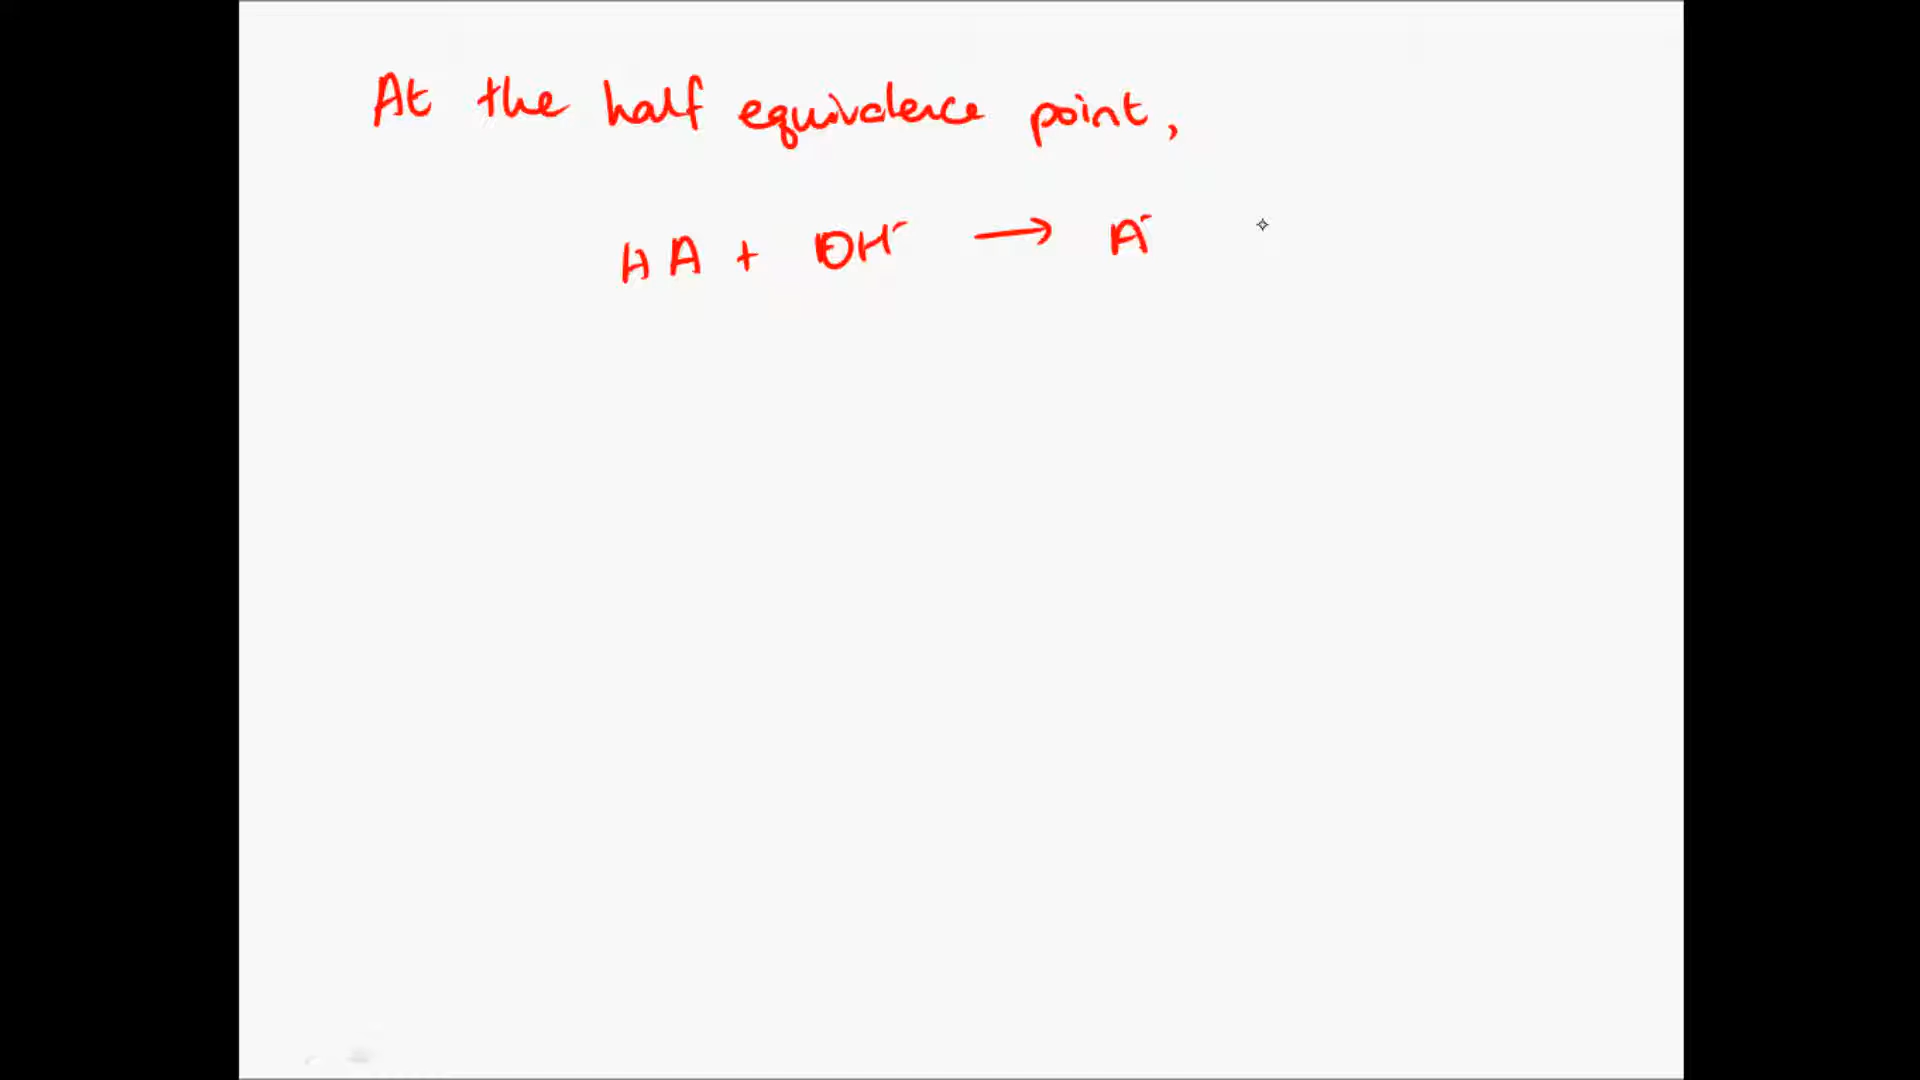 At the half equivalence point,
HA + OH⁻ → A⁻